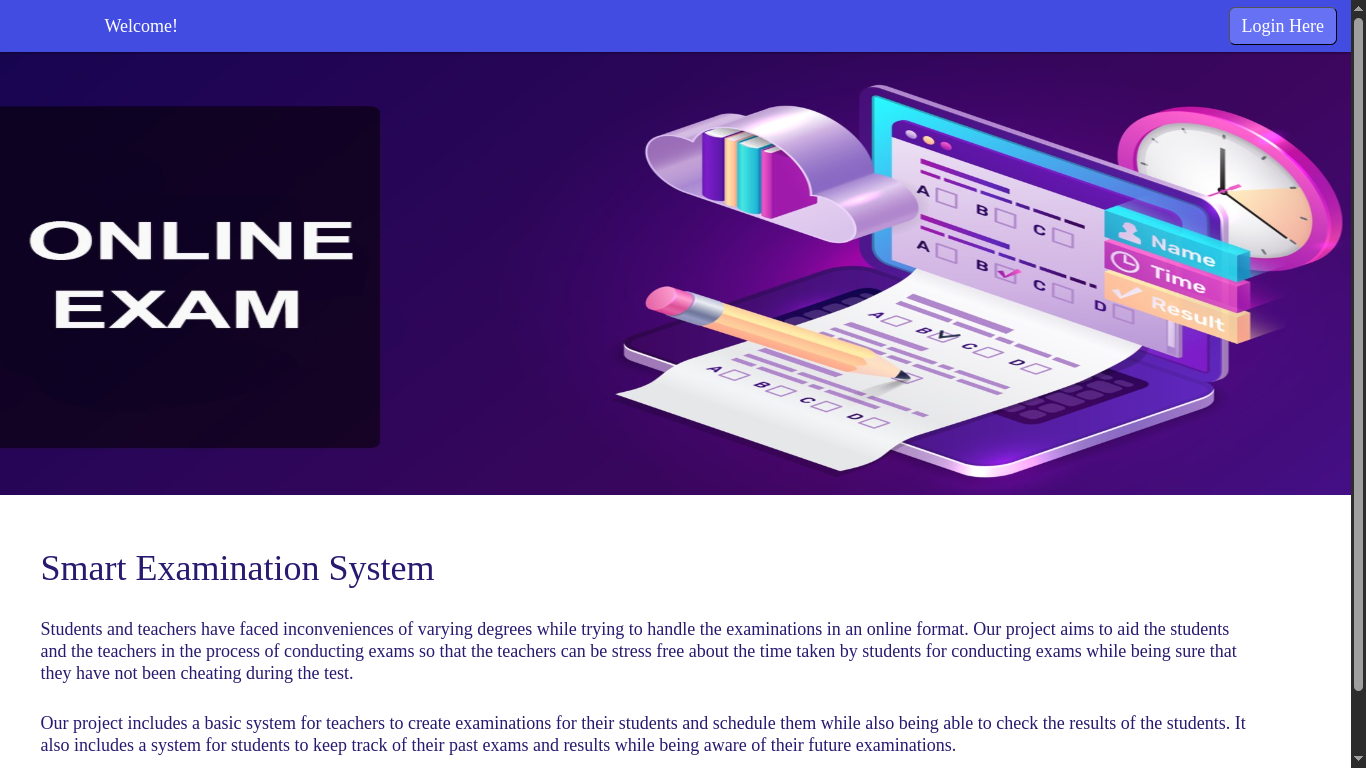 Welcome!
Login Here
ONLINE
EXAM
A
B
C
A
B
C
D
Name
Time
Result
A
B
C
D
A
B
C
D
Smart Examination System
Students and teachers have faced inconveniences of varying degrees while trying to handle the examinations in an online format. Our project aims to aid the students
and the teachers in the process of conducting exams so that the teachers can be stress free about the time taken by students for conducting exams while being sure that
they have not been cheating during the test.
Our project includes a basic system for teachers to create examinations for their students and schedule them while also being able to check the results of the students. It
also includes a system for students to keep track of their past exams and results while being aware of their future examinations.